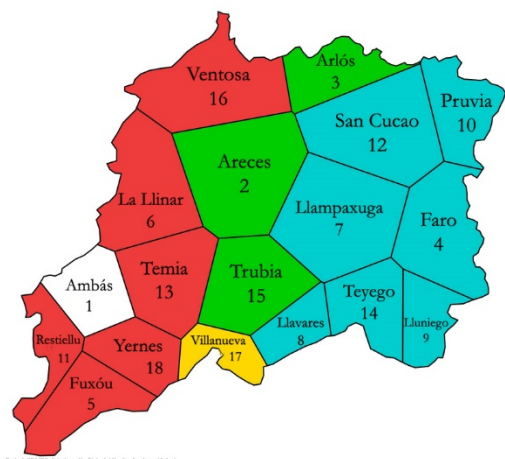 Arlós
3
Ventosa
16
Pruvia
10
San Cucao
12
Areces
2
La Llinar
6
Llampaxuga
7
Faro
4
Ambás
1
Temia
13
Trubia
15
Teyego
14
Llavares
8
Lluniego
9
Restiellu
11
Yernes
18
Villanueva
17
Fuxóu
5